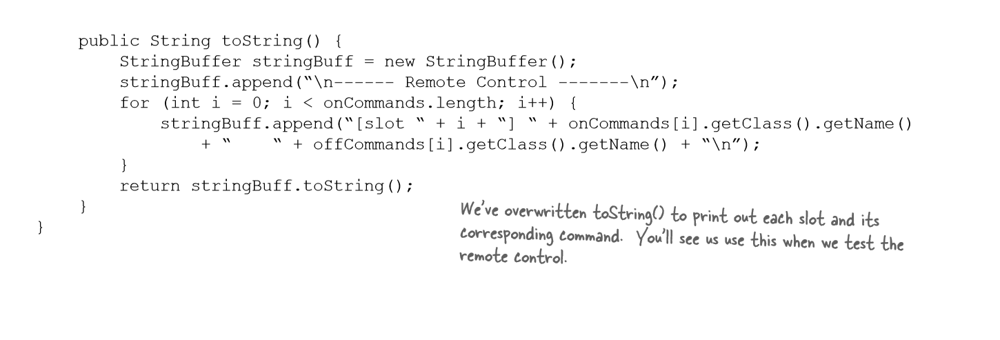 public String toString() {
StringBuffer stringBuff = new StringBuffer();
stringBuff.append(“\n------ Remote Control -------\n”);
for (int i = 0; i < onCommands.length; i++) {
stringBuff.append(“[slot “ + i + “] “ + onCommands[i].getClass().getName()
+ “    “ + offCommands[i].getClass().getName() + “\n”);
}
return stringBuff.toString();
}
}
We've overwritten toString() to print out each slot and its
corresponding command.  You'll see us use this when we test the
remote control.